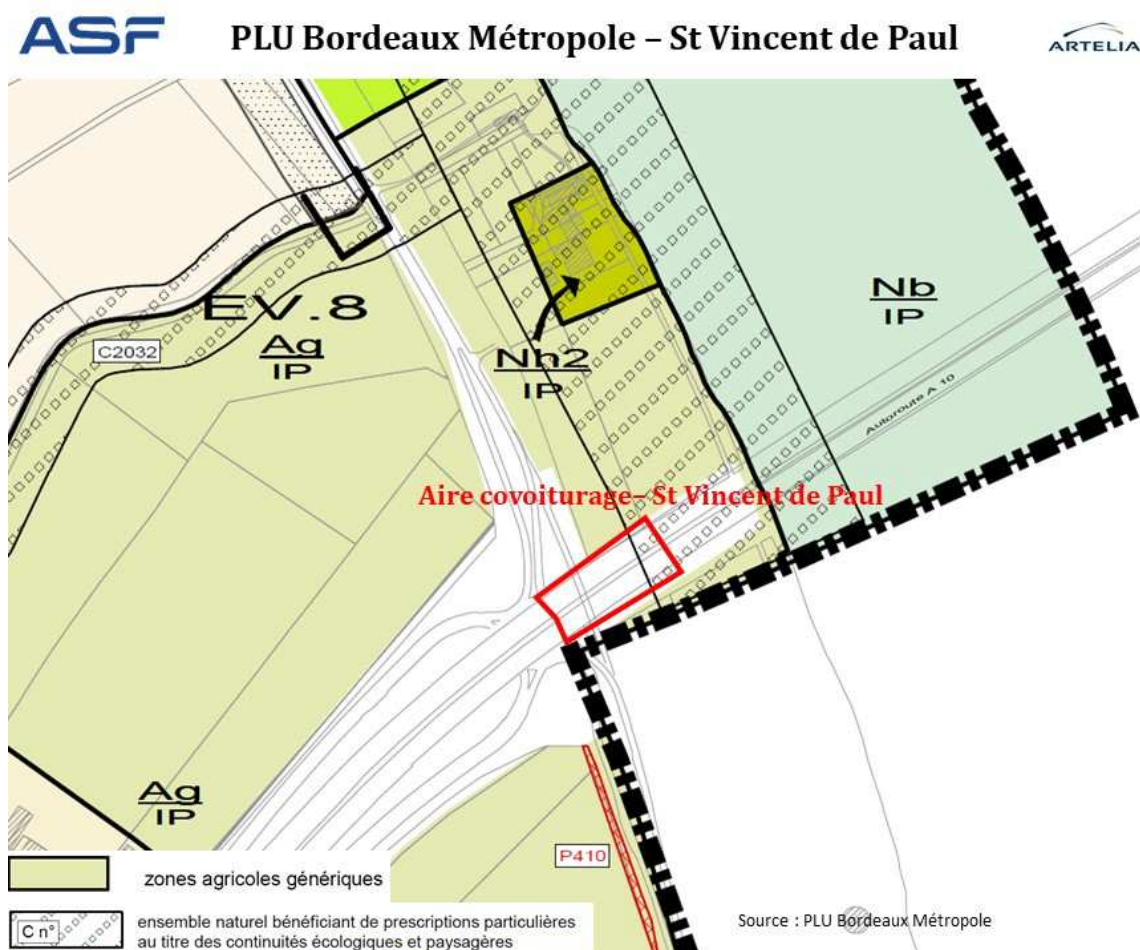 ASF
PLU Bordeaux Métropole – St Vincent de Paul
ARTELIA
EV.8
C2032
Ag
IP
Nh2
IP
Nb
IP
Autoroute A 10
Aire covoiturage– St Vincent de Paul
Ag
IP
P410
zones agricoles génériques
C n°
ensemble naturel bénéficiant de prescriptions particulières
au titre des continuités écologiques et paysagères
Source : PLU Bordeaux Métropole